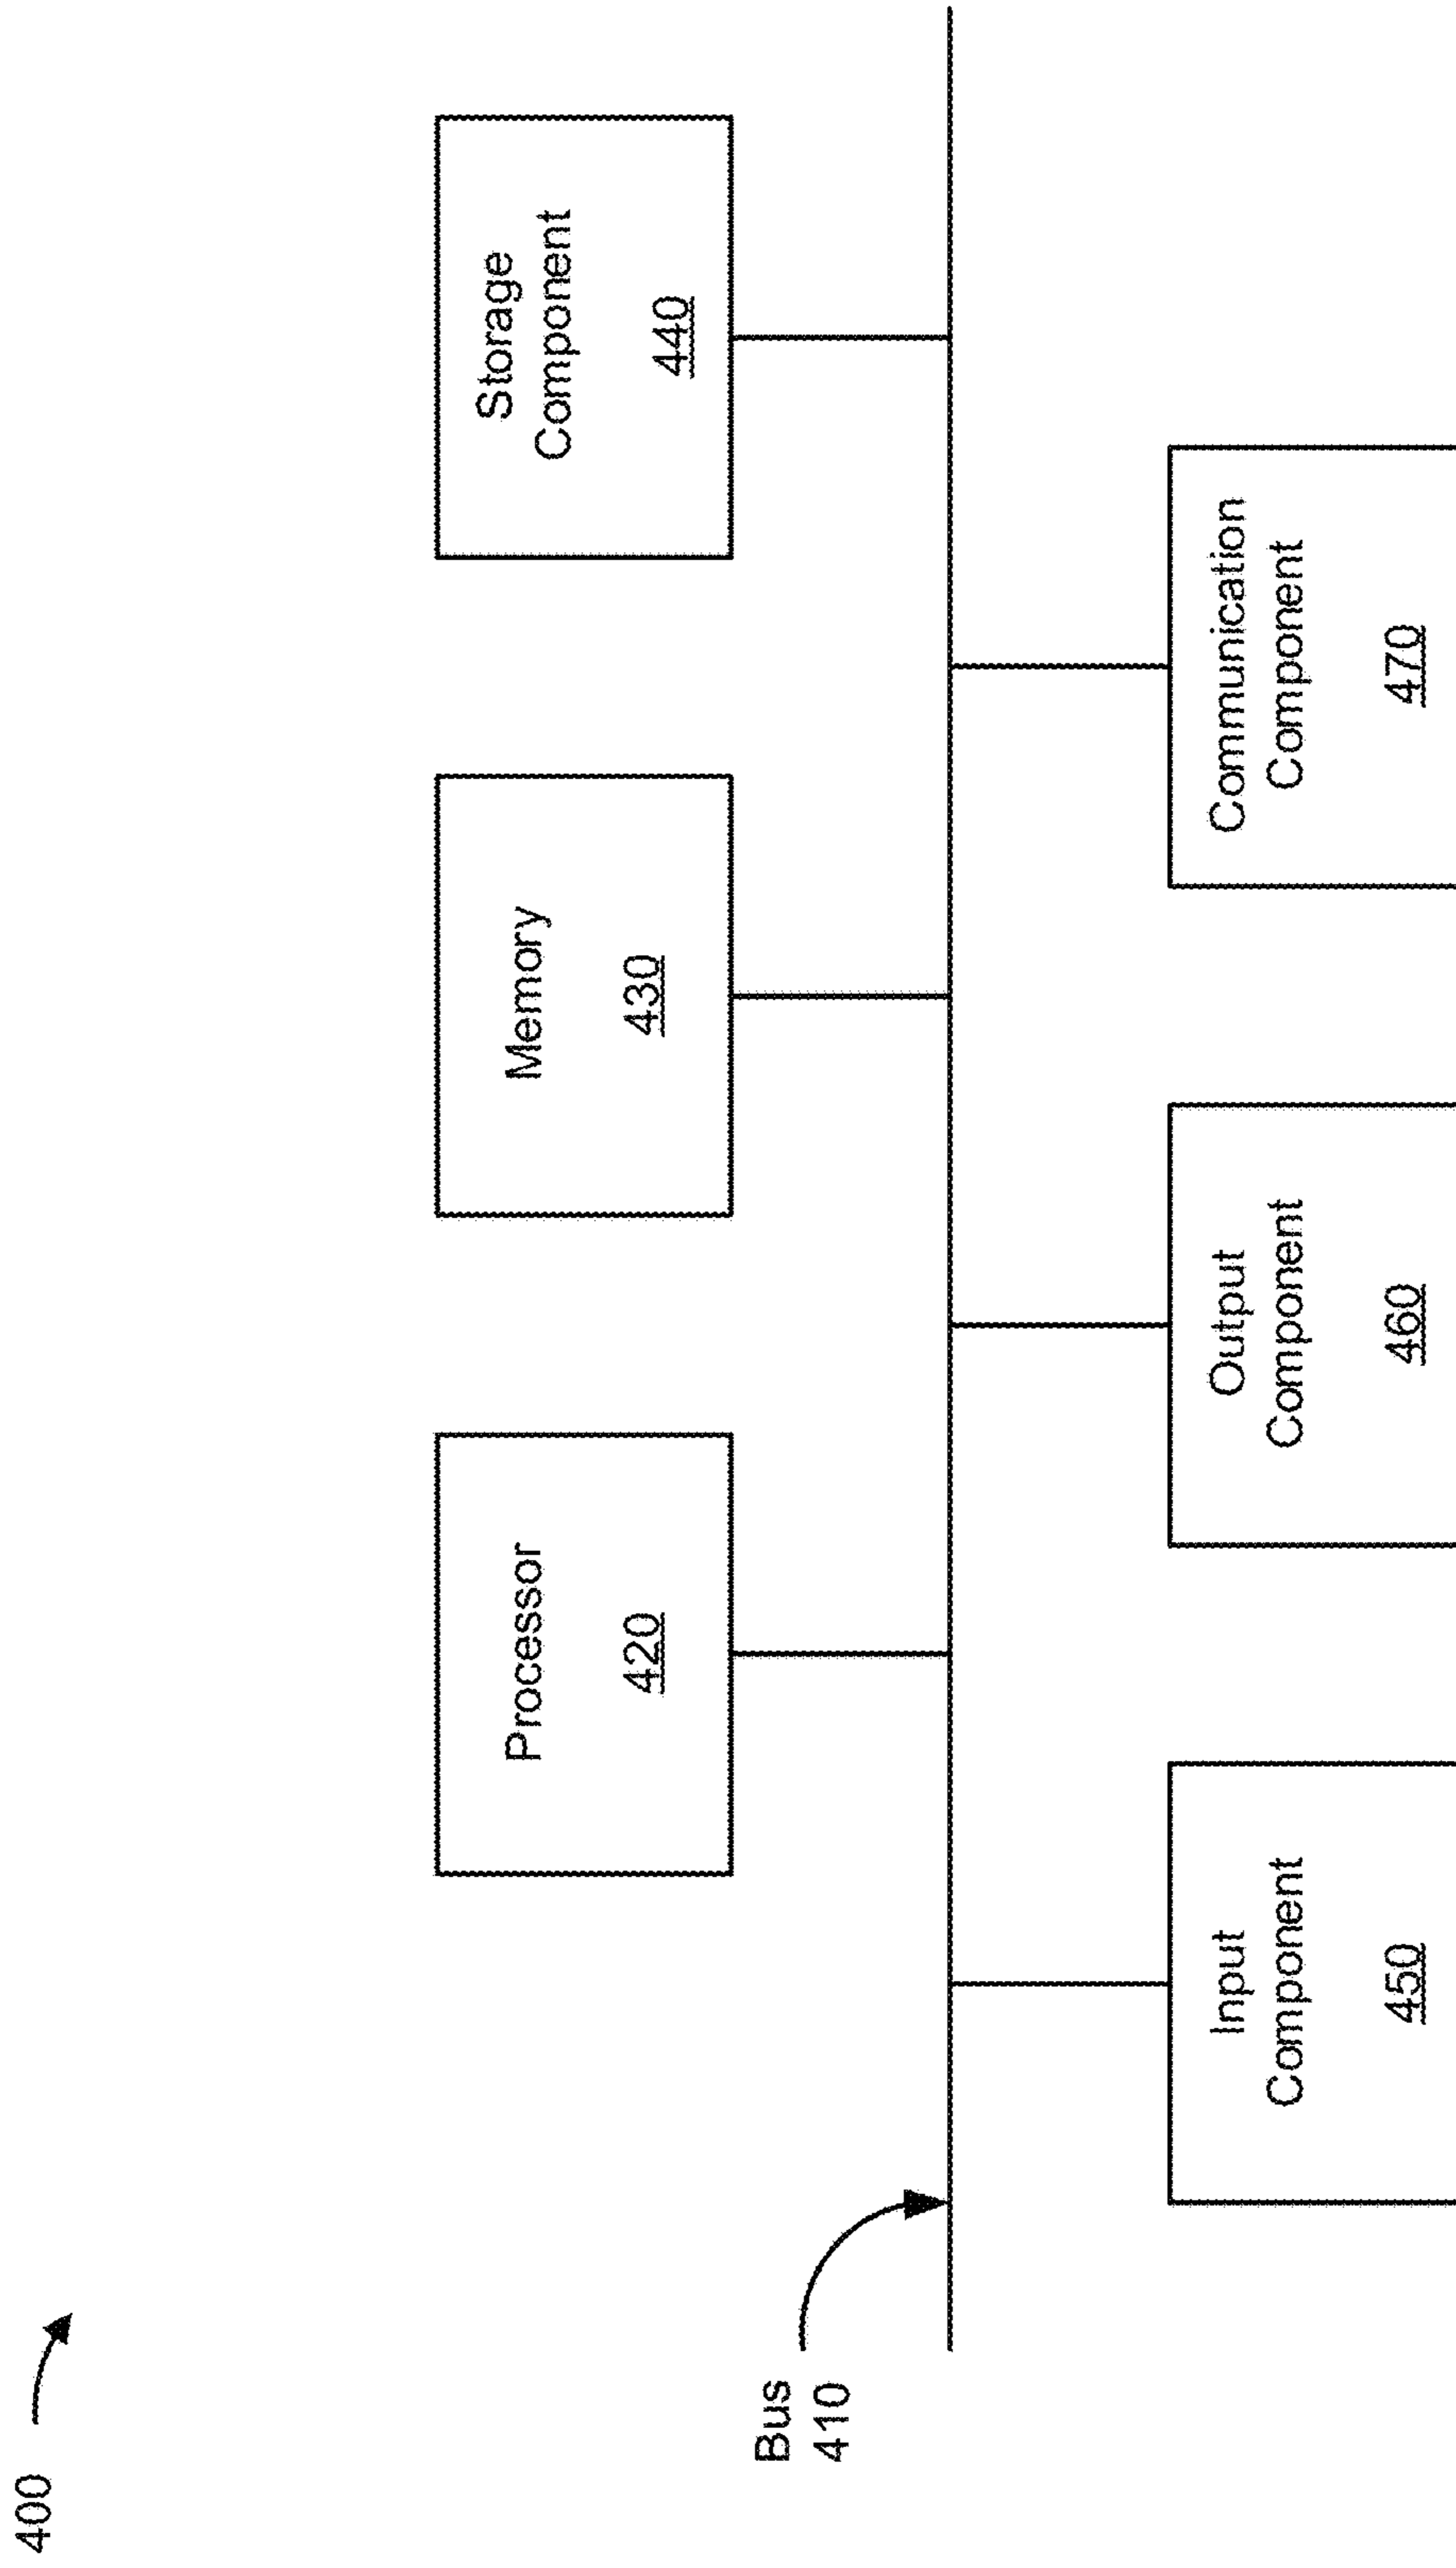 400
Processor
420
Memory
430
Storage
Component
440
Bus
410
Input
Component
450
Output
Component
460
Communication
Component
470